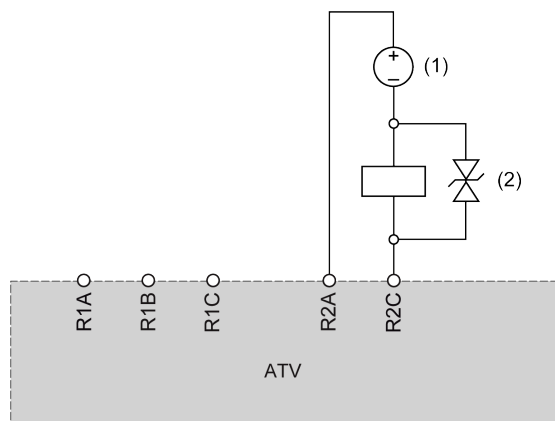 +
(1)
–
(2)
R1A
R1B
R1C
R2A
R2C
ATV